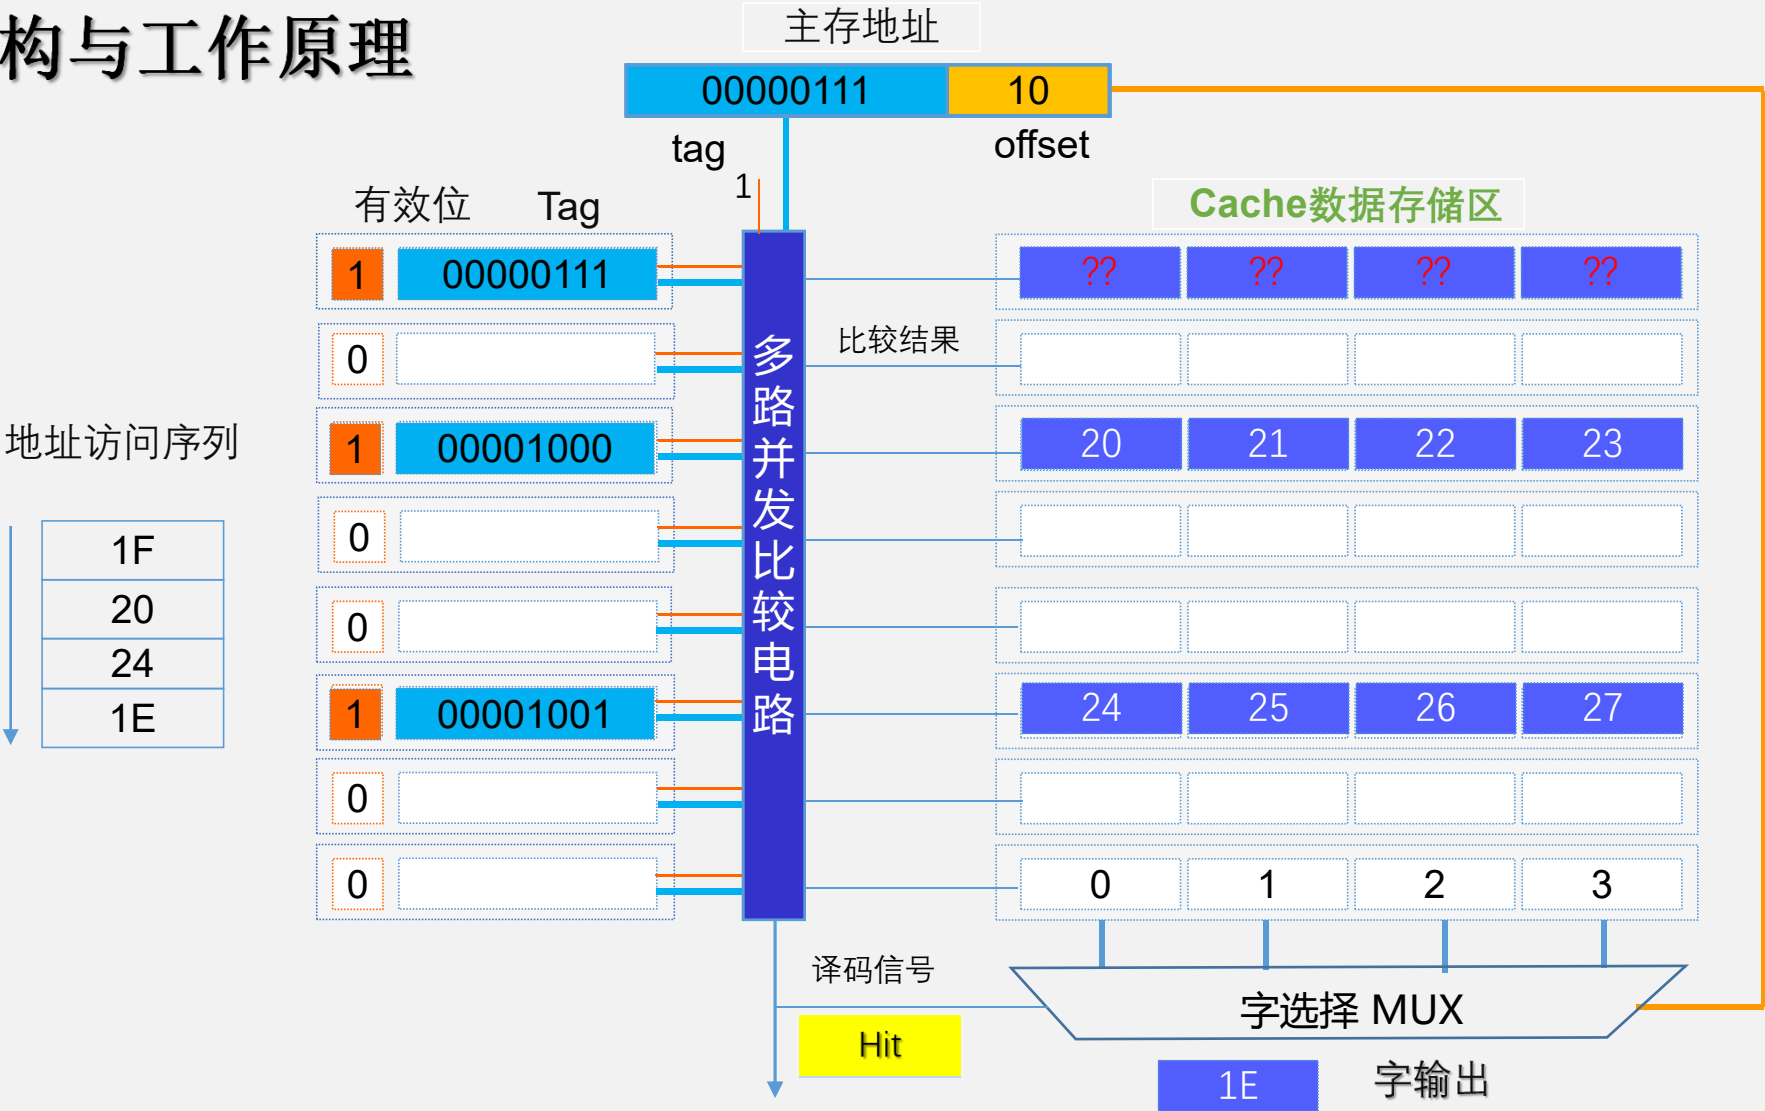 构与工作原理
主存地址
00000111 10
tag offset
1
有效位 Tag
Cache数据存储区
1 00000111 ?? ?? ?? ??
0
比较结果
1 00001000 20 21 22 23
0
0
1 00001001 24 25 26 27
0
0 0 1 2 3
多路并发比较电路
地址访问序列
1F
20
24
1E
译码信号
字选择 MUX
Hit
1E 字输出